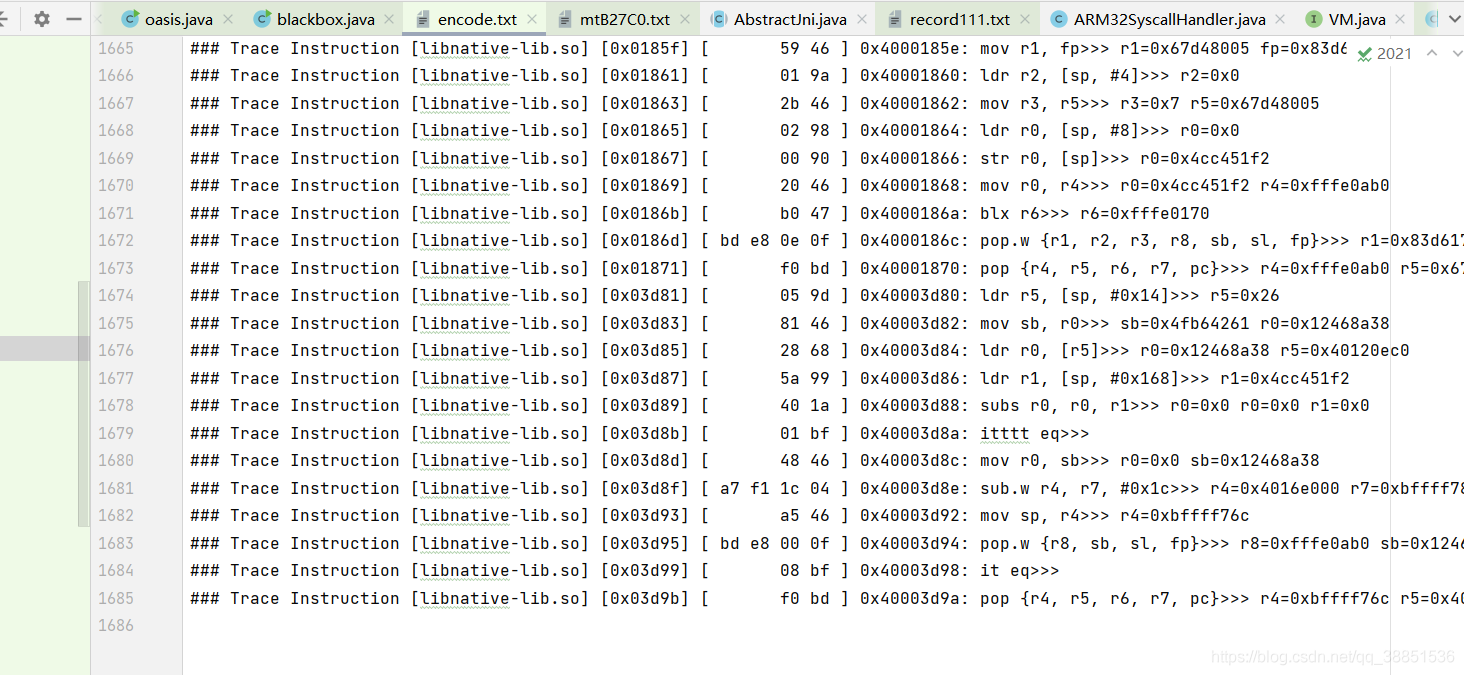 oasis.java blackbox.java encode.txt mtB27C0.txt AbstractJni.java record111.txt ARM32SyscallHandler.java VM.java
2021
1665 ### Trace Instruction [libnative-lib.so] [0x0185f] [ 59 46 ] 0x4000185e: mov r1, fp>>> r1=0x67d48005 fp=0x83d6
1666 ### Trace Instruction [libnative-lib.so] [0x01861] [ 01 9a ] 0x40001860: ldr r2, [sp, #4]>>> r2=0x0
1667 ### Trace Instruction [libnative-lib.so] [0x01863] [ 2b 46 ] 0x40001862: mov r3, r5>>> r3=0x7 r5=0x67d48005
1668 ### Trace Instruction [libnative-lib.so] [0x01865] [ 02 98 ] 0x40001864: ldr r0, [sp, #8]>>> r0=0x0
1669 ### Trace Instruction [libnative-lib.so] [0x01867] [ 00 90 ] 0x40001866: str r0, [sp]>>> r0=0x4cc451f2
1670 ### Trace Instruction [libnative-lib.so] [0x01869] [ 20 46 ] 0x40001868: mov r0, r4>>> r0=0x4cc451f2 r4=0xfffe0ab0
1671 ### Trace Instruction [libnative-lib.so] [0x0186b] [ b0 47 ] 0x4000186a: blx r6>>> r6=0xfffe0170
1672 ### Trace Instruction [libnative-lib.so] [0x0186d] [ bd e8 0e 0f ] 0x4000186c: pop.w {r1, r2, r3, r8, sb, sl, fp}>>> r1=0x83d617
1673 ### Trace Instruction [libnative-lib.so] [0x01871] [ f0 bd ] 0x40001870: pop {r4, r5, r6, r7, pc}>>> r4=0xfffe0ab0 r5=0x67
1674 ### Trace Instruction [libnative-lib.so] [0x03d81] [ 05 9d ] 0x40003d80: ldr r5, [sp, #0x14]>>> r5=0x26
1675 ### Trace Instruction [libnative-lib.so] [0x03d83] [ 81 46 ] 0x40003d82: mov sb, r0>>> sb=0x4fb64261 r0=0x12468a38
1676 ### Trace Instruction [libnative-lib.so] [0x03d85] [ 28 68 ] 0x40003d84: ldr r0, [r5]>>> r0=0x12468a38 r5=0x40120ec0
1677 ### Trace Instruction [libnative-lib.so] [0x03d87] [ 5a 99 ] 0x40003d86: ldr r1, [sp, #0x168]>>> r1=0x4cc451f2
1678 ### Trace Instruction [libnative-lib.so] [0x03d89] [ 40 1a ] 0x40003d88: subs r0, r0, r1>>> r0=0x0 r0=0x0 r1=0x0
1679 ### Trace Instruction [libnative-lib.so] [0x03d8b] [ 01 bf ] 0x40003d8a: itttt eq>>>
1680 ### Trace Instruction [libnative-lib.so] [0x03d8d] [ 48 46 ] 0x40003d8c: mov r0, sb>>> r0=0x0 sb=0x12468a38
1681 ### Trace Instruction [libnative-lib.so] [0x03d8f] [ a7 f1 1c 04 ] 0x40003d8e: sub.w r4, r7, #0x1c>>> r4=0x4016e000 r7=0xbffff78
1682 ### Trace Instruction [libnative-lib.so] [0x03d93] [ a5 46 ] 0x40003d92: mov sp, r4>>> r4=0xbffff76c
1683 ### Trace Instruction [libnative-lib.so] [0x03d95] [ bd e8 00 0f ] 0x40003d94: pop.w {r8, sb, sl, fp}>>> r8=0xfffe0ab0 sb=0x1246
1684 ### Trace Instruction [libnative-lib.so] [0x03d99] [ 08 bf ] 0x40003d98: it eq>>>
1685 ### Trace Instruction [libnative-lib.so] [0x03d9b] [ f0 bd ] 0x40003d9a: pop {r4, r5, r6, r7, pc}>>> r4=0xbffff76c r5=0x40
1686
https://blog.csdn.net/qq_38851536